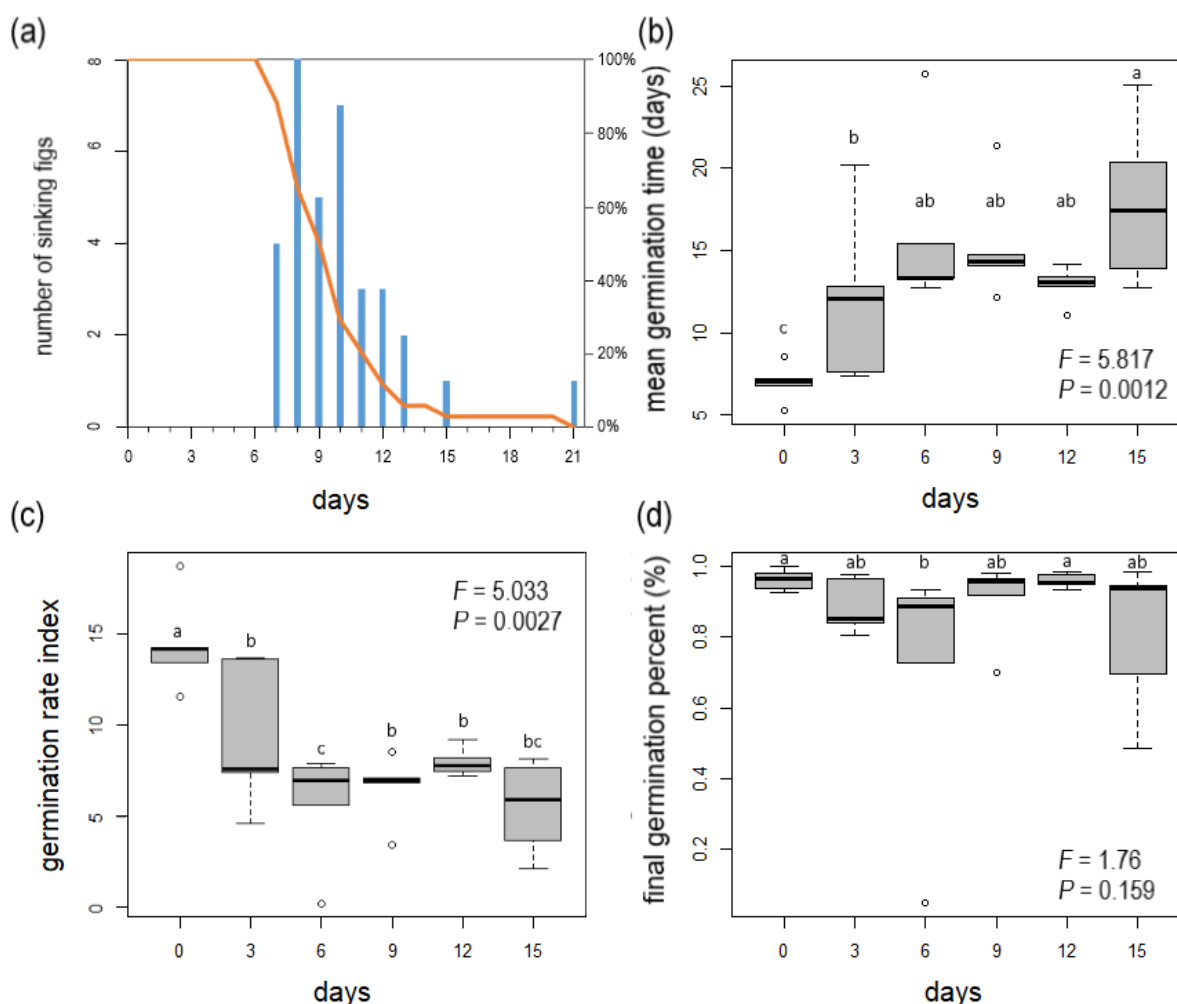 (a)
number of sinking figs
8
6
4
2
0
100%
80%
60%
40%
20%
0%
0 3 6 9 12 15 18 21
days
(b)
mean germination time (days)
25
20
15
10
5
c
b
ab
ab
ab
a
F = 5.817
P = 0.0012
0 3 6 9 12 15
days
(c)
germination rate index
15
10
5
0
a
b
c
b
b
bc
F = 5.033
P = 0.0027
0 3 6 9 12 15
days
(d)
final germination percent (%)
1.0
0.8
0.6
0.4
0.2
a
ab
b
ab
a
ab
F = 1.76
P = 0.159
0 3 6 9 12 15
days